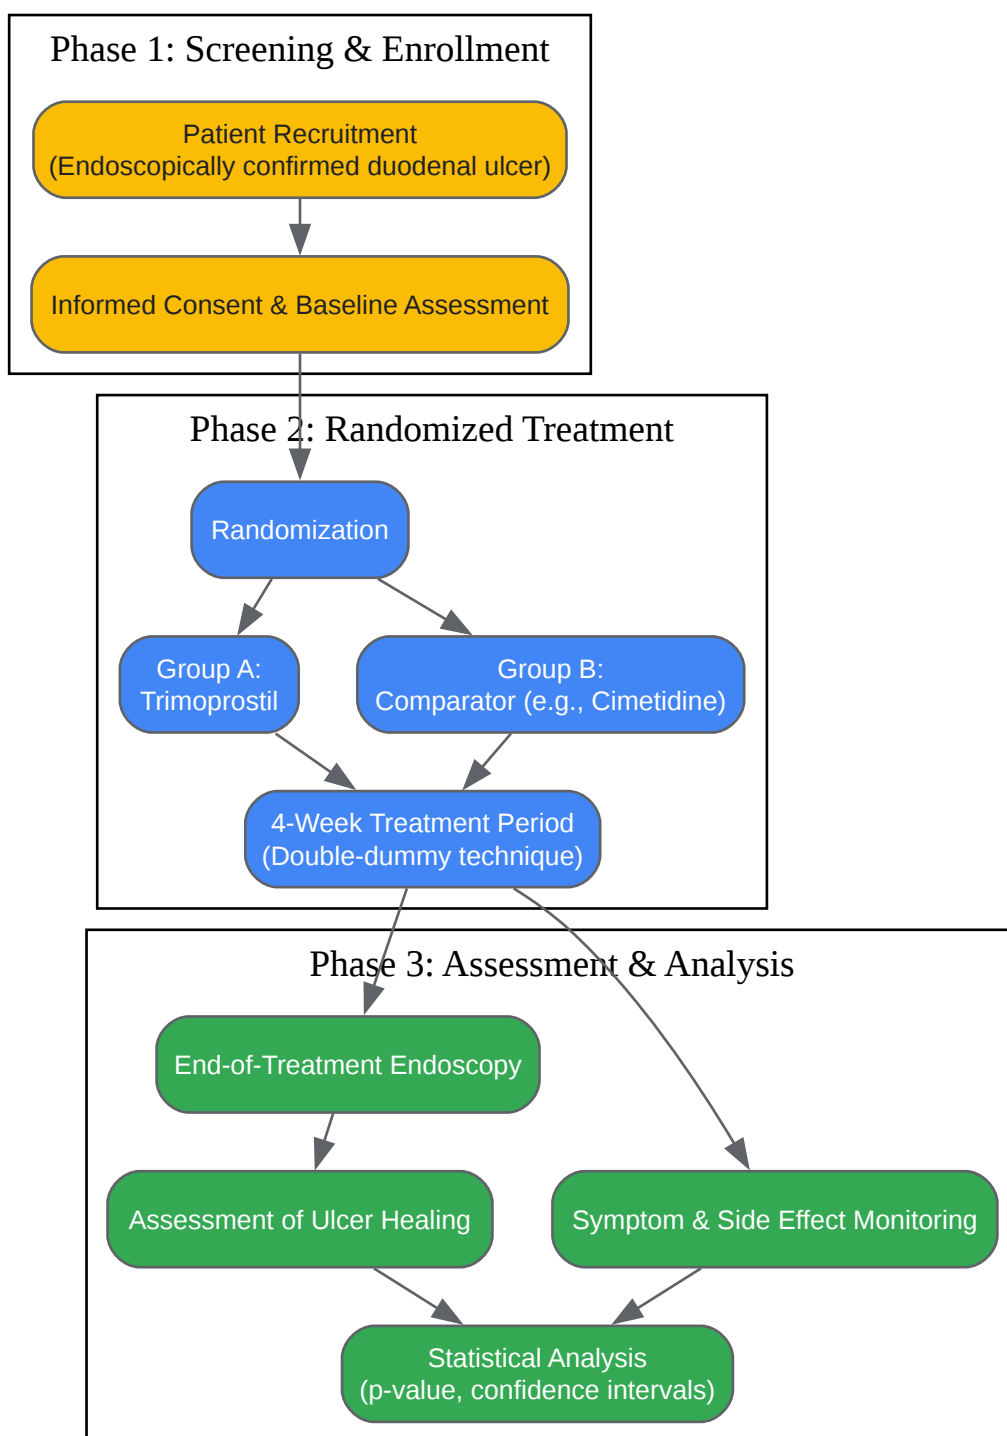 Phase 1: Screening & Enrollment
Patient Recruitment
(Endoscopically confirmed duodenal ulcer)
Informed Consent & Baseline Assessment
Phase 2: Randomized Treatment
Randomization
Group A:
Trimoprostil
Group B:
Comparator (e.g., Cimetidine)
4-Week Treatment Period
(Double-dummy technique)
Phase 3: Assessment & Analysis
End-of-Treatment Endoscopy
Assessment of Ulcer Healing
Symptom & Side Effect Monitoring
Statistical Analysis
(p-value, confidence intervals)